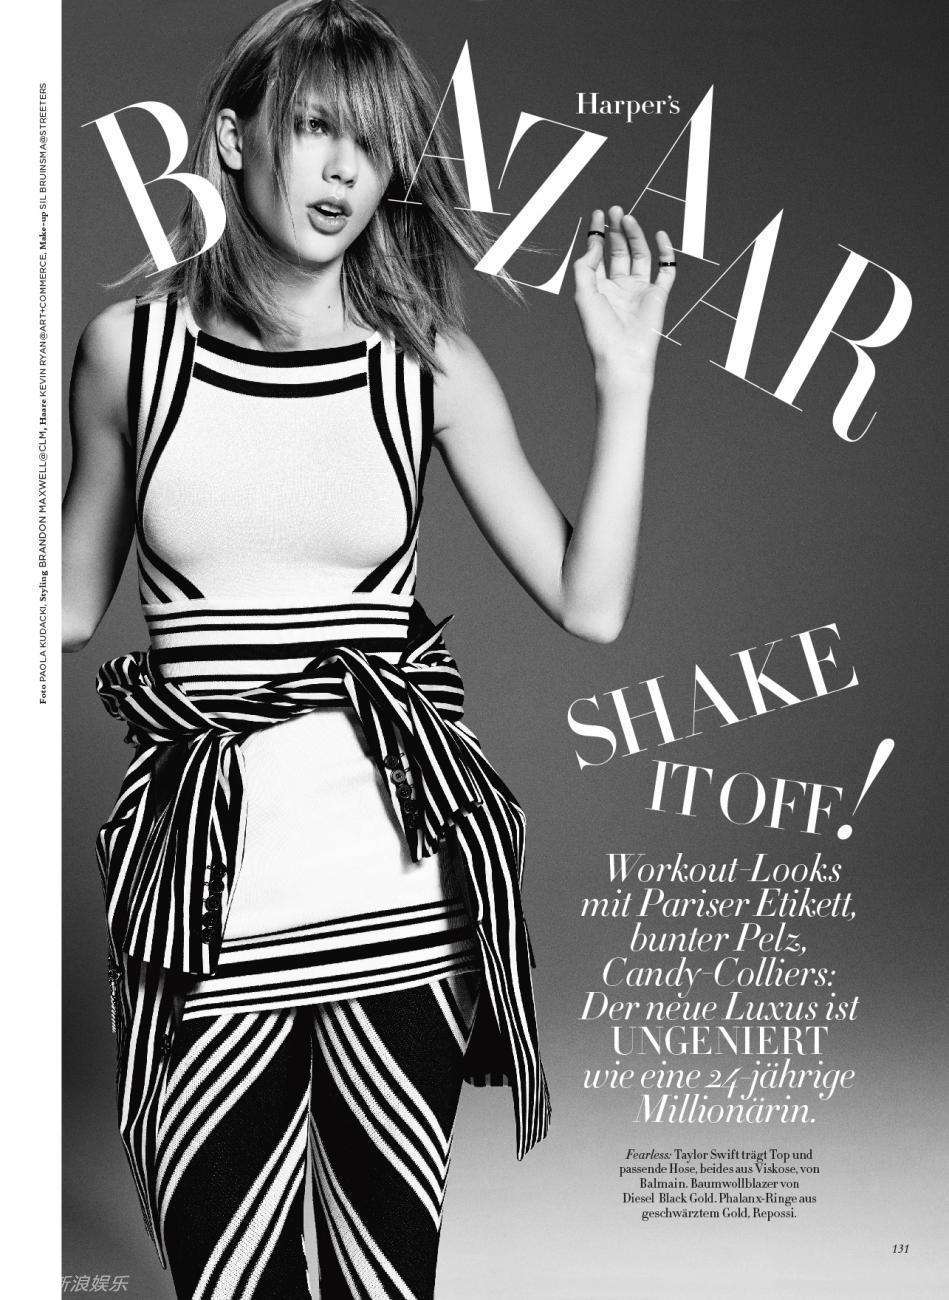 Foto PAOLA KUDACKI, Styling BRANDON MAXWELL@CLM, Haare KEVIN RYAN@ART+COMMERCE, Make-up SIL BRUINSMA@STREETERS
Harper's
BAZAAR
SHAKE
IT OFF!
Workout-Looks
mit Pariser Etikett,
bunter Pelz,
Candy-Colliers:
Der neue Luxus ist
UNGENIERT
wie eine 24-jährige
Millionärin.
Fearless: Taylor Swift trägt Top und
passende Hose, beides aus Viskose, von
Balmain. Baumwollblazer von
Diesel Black Gold. Phalanx-Ringe aus
geschwärztem Gold, Repossi.
131
新浪娱乐